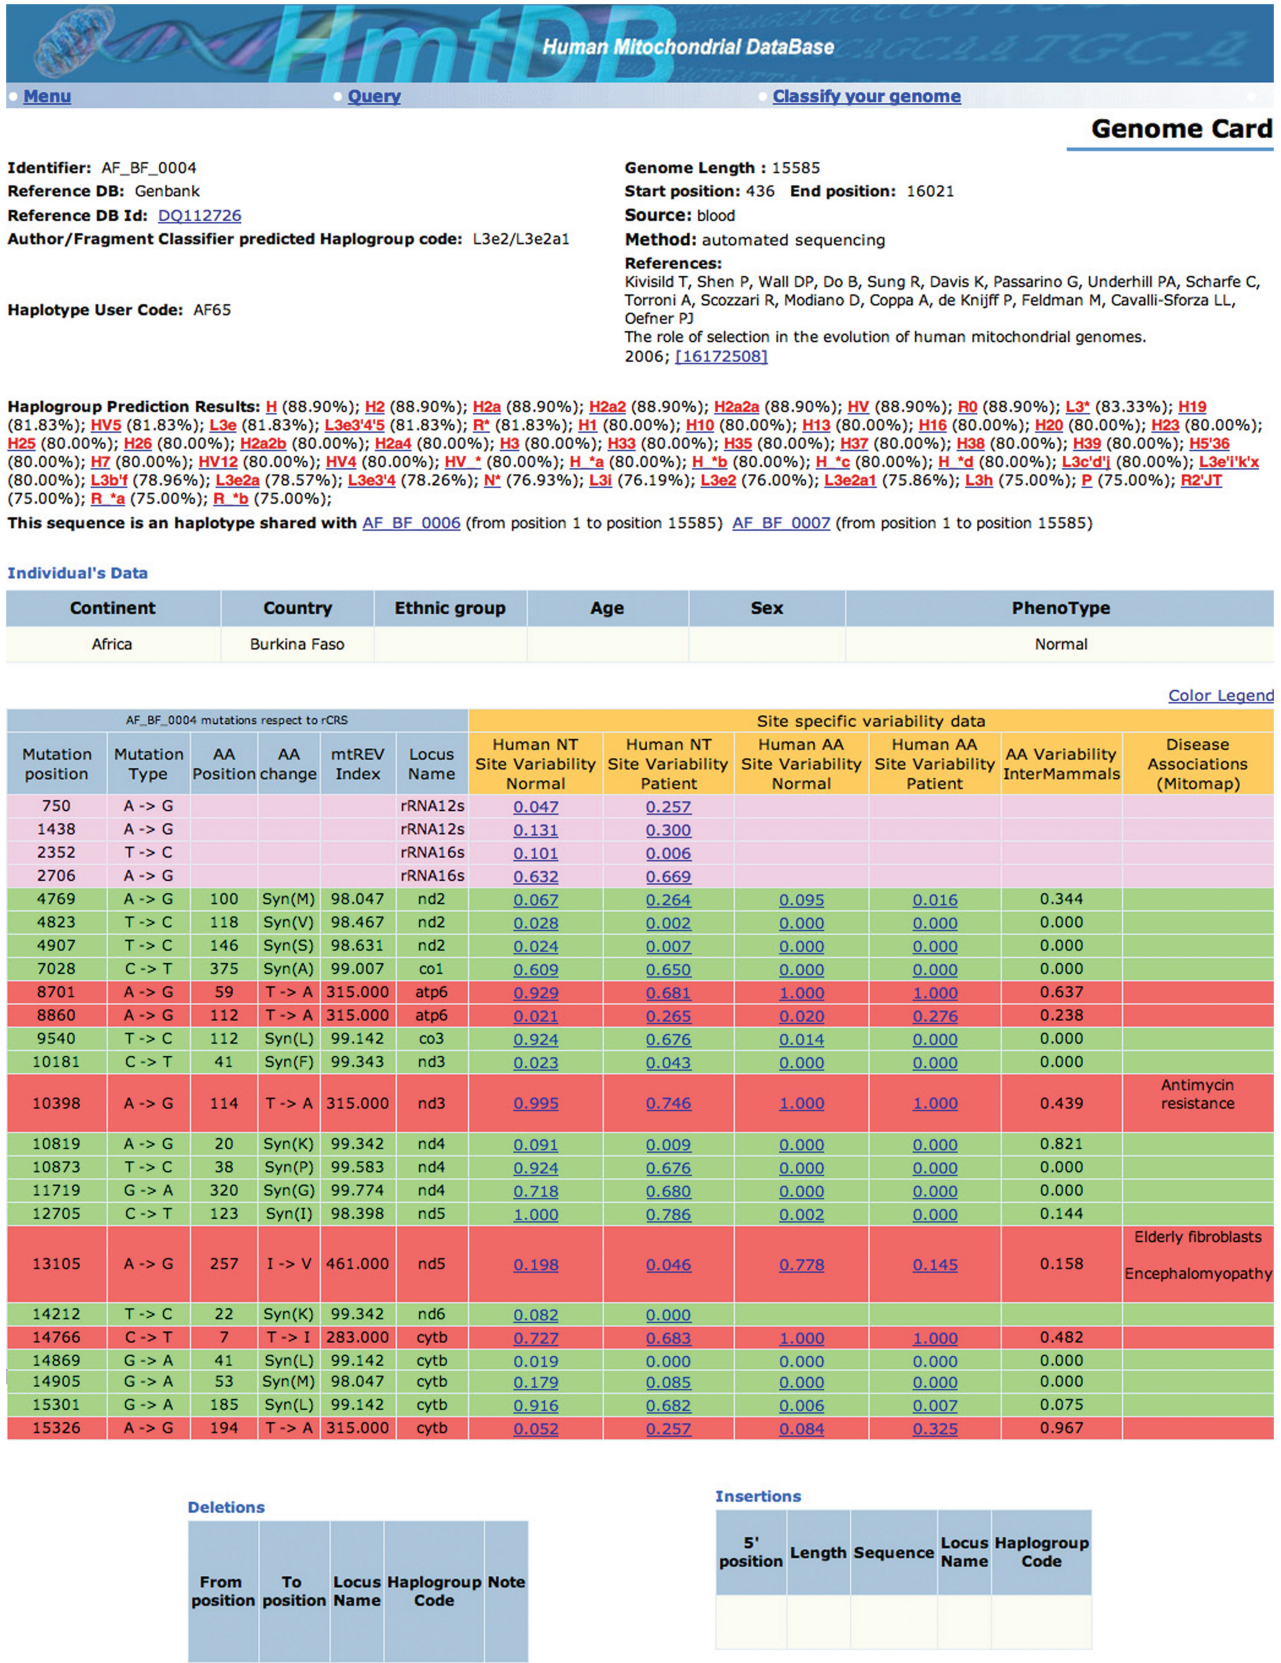 HmtDB Human Mitochondrial DataBase
Menu Query Classify your genome
Genome Card
Identifier: AF_BF_0004
Reference DB: Genbank
Reference DB Id: DQ112726
Author/Fragment Classifier predicted Haplogroup code: L3e2/L3e2a1
Haplotype User Code: AF65
Genome Length : 15585
Start position: 436 End position: 16021
Source: blood
Method: automated sequencing
References:
Kivisild T, Shen P, Wall DP, Do B, Sung R, Davis K, Passarino G, Underhill PA, Scharfe C,
Torroni A, Scozzari R, Modiano D, Coppa A, de Knijff P, Feldman M, Cavalli-Sforza LL,
Oefner PJ
The role of selection in the evolution of human mitochondrial genomes.
2006; [16172508]
Haplogroup Prediction Results: H (88.90%); H2 (88.90%); H2a (88.90%); H2a2 (88.90%); H2a2a (88.90%); HV (88.90%); R0 (88.90%); L3* (83.33%); H19
(81.83%); HV5 (81.83%); L3e (81.83%); L3e3'4'5 (81.83%); R* (81.83%); H1 (80.00%); H10 (80.00%); H13 (80.00%); H16 (80.00%); H20 (80.00%); H23 (80.00%);
H25 (80.00%); H26 (80.00%); H2a2b (80.00%); H2a4 (80.00%); H3 (80.00%); H33 (80.00%); H35 (80.00%); H37 (80.00%); H38 (80.00%); H39 (80.00%); H5'36
(80.00%); H7 (80.00%); HV12 (80.00%); HV4 (80.00%); HV_* (80.00%); H_*a (80.00%); H_*b (80.00%); H_*c (80.00%); H_*d (80.00%); L3c'd'j (80.00%); L3e'i'k'x
(80.00%); L3b'f (78.96%); L3e2a (78.57%); L3e3'4 (78.26%); N* (76.93%); L3i (76.19%); L3e2 (76.00%); L3e2a1 (75.86%); L3h (75.00%); P (75.00%); R2'JT
(75.00%); R_*a (75.00%); R_*b (75.00%);
This sequence is an haplotype shared with AF_BF_0006 (from position 1 to position 15585) AF_BF_0007 (from position 1 to position 15585)
Individual's Data
Continent Country Ethnic group Age Sex PhenoType
Africa Burkina Faso Normal
Color Legend
AF_BF_0004 mutations respect to rCRS Site specific variability data
Mutation position Mutation Type AA Position AA change mtREV Index Locus Name Human NT Site Variability Normal Human NT Site Variability Patient Human AA Site Variability Normal Human AA Site Variability Patient AA Variability InterMammals Disease Associations (Mitomap)
750 A -> G rRNA12s 0.047 0.257
1438 A -> G rRNA12s 0.131 0.300
2352 T -> C rRNA16s 0.101 0.006
2706 A -> G rRNA16s 0.632 0.669
4769 A -> G 100 Syn(M) 98.047 nd2 0.067 0.264 0.095 0.016 0.344
4823 T -> C 118 Syn(V) 98.467 nd2 0.028 0.002 0.000 0.000 0.000
4907 T -> C 146 Syn(S) 98.631 nd2 0.024 0.007 0.000 0.000 0.000
7028 C -> T 375 Syn(A) 99.007 co1 0.609 0.650 0.000 0.000 0.000
8701 A -> G 59 T -> A 315.000 atp6 0.929 0.681 1.000 1.000 0.637
8860 A -> G 112 T -> A 315.000 atp6 0.021 0.265 0.020 0.276 0.238
9540 T -> C 112 Syn(L) 99.142 co3 0.924 0.676 0.014 0.000 0.000
10181 C -> T 41 Syn(F) 99.343 nd3 0.023 0.043 0.000 0.000 0.000
10398 A -> G 114 T -> A 315.000 nd3 0.995 0.746 1.000 1.000 0.439 Antimycin resistance
10819 A -> G 20 Syn(K) 99.342 nd4 0.091 0.009 0.000 0.000 0.821
10873 T -> C 38 Syn(P) 99.583 nd4 0.924 0.676 0.000 0.000 0.000
11719 G -> A 320 Syn(G) 99.774 nd4 0.718 0.680 0.000 0.000 0.000
12705 C -> T 123 Syn(I) 98.398 nd5 1.000 0.786 0.002 0.000 0.144
13105 A -> G 257 I -> V 461.000 nd5 0.198 0.046 0.778 0.145 0.158 Elderly fibroblasts Encephalomyopathy
14212 T -> C 22 Syn(K) 99.342 nd6 0.082 0.000
14766 C -> T 7 T -> I 283.000 cytb 0.727 0.683 1.000 1.000 0.482
14869 G -> A 41 Syn(L) 99.142 cytb 0.019 0.000 0.000 0.000 0.000
14905 G -> A 53 Syn(M) 98.047 cytb 0.179 0.085 0.000 0.000 0.000
15301 G -> A 185 Syn(L) 99.142 cytb 0.916 0.682 0.006 0.007 0.075
15326 A -> G 194 T -> A 315.000 cytb 0.052 0.257 0.084 0.325 0.967
Deletions
From position To position Locus Name Haplogroup Code Note
Insertions
5' position Length Sequence Locus Name Haplogroup Code